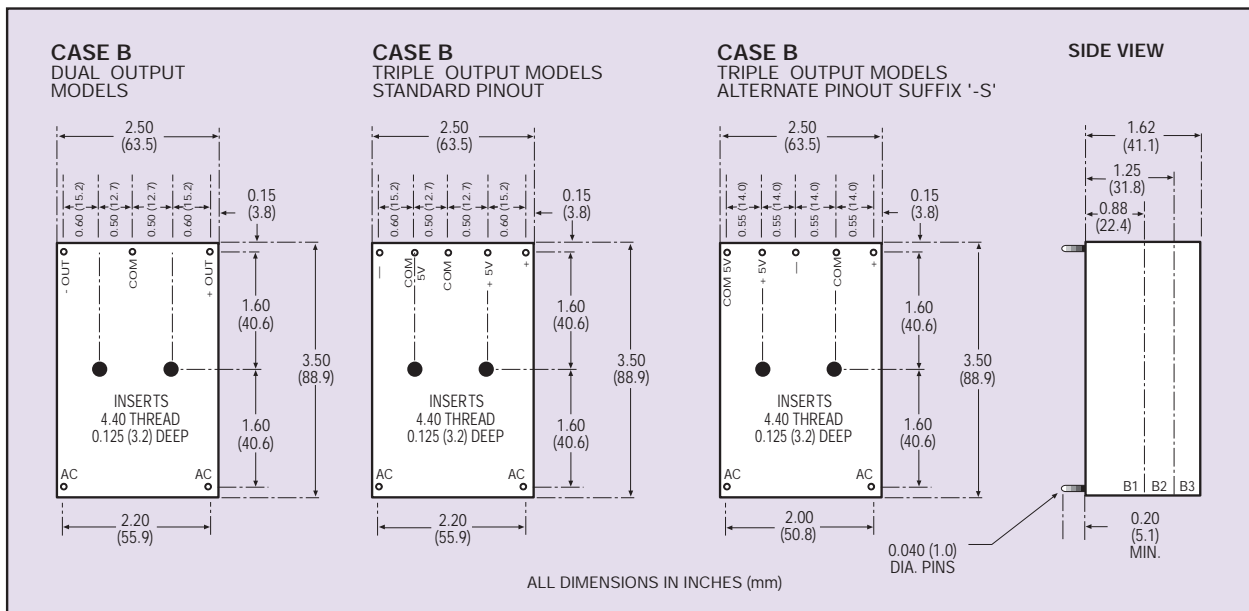 CASE B
DUAL OUTPUT
MODELS
2.50
(63.5)
0.60 (15.2)
0.50 (12.7)
0.50 (12.7)
0.60 (15.2)
0.15
(3.8)
- OUT
COM
+ OUT
1.60
(40.6)
3.50
(88.9)
INSERTS
4.40 THREAD
0.125 (3.2) DEEP
1.60
(40.6)
AC
AC
2.20
(55.9)
CASE B
TRIPLE OUTPUT MODELS
STANDARD PINOUT
2.50
(63.5)
0.60 (15.2)
0.50 (12.7)
0.50 (12.7)
0.60 (15.2)
0.15
(3.8)
—
COM
5V
COM
+ 5V
+
1.60
(40.6)
3.50
(88.9)
INSERTS
4.40 THREAD
0.125 (3.2) DEEP
1.60
(40.6)
AC
AC
2.20
(55.9)
CASE B
TRIPLE OUTPUT MODELS
ALTERNATE PINOUT SUFFIX '-S'
2.50
(63.5)
0.55 (14.0)
0.55 (14.0)
0.55 (14.0)
0.55 (14.0)
0.15
(3.8)
COM 5V
+ 5V
—
COM
+
1.60
(40.6)
3.50
(88.9)
INSERTS
4.40 THREAD
0.125 (3.2) DEEP
1.60
(40.6)
AC
AC
2.00
(50.8)
SIDE VIEW
1.62
(41.1)
1.25
(31.8)
0.88
(22.4)
B1
B2
B3
0.20
(5.1)
MIN.
0.040 (1.0)
DIA. PINS
ALL DIMENSIONS IN INCHES (mm)